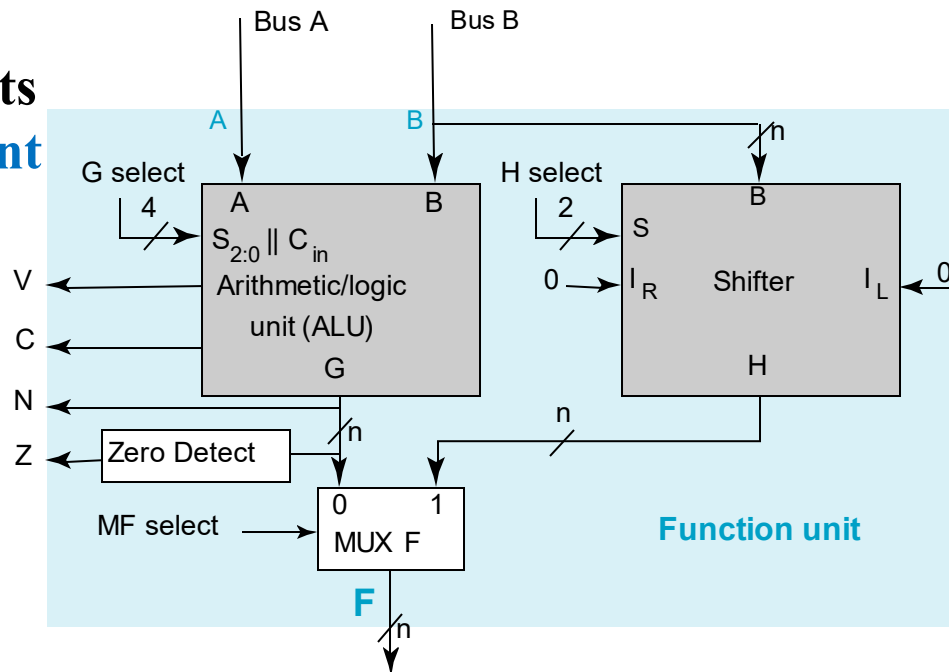 Bus A
Bus B
ts
nt
A
B
n
G select
4
A
B
S2:0 || Cin
Arithmetic/logic
unit (ALU)
G
H select
2
B
S
0
IR
Shifter
IL
0
H
V
C
N
Z
n
n
Zero Detect
0
1
MF select
MUX F
Function unit
F
n